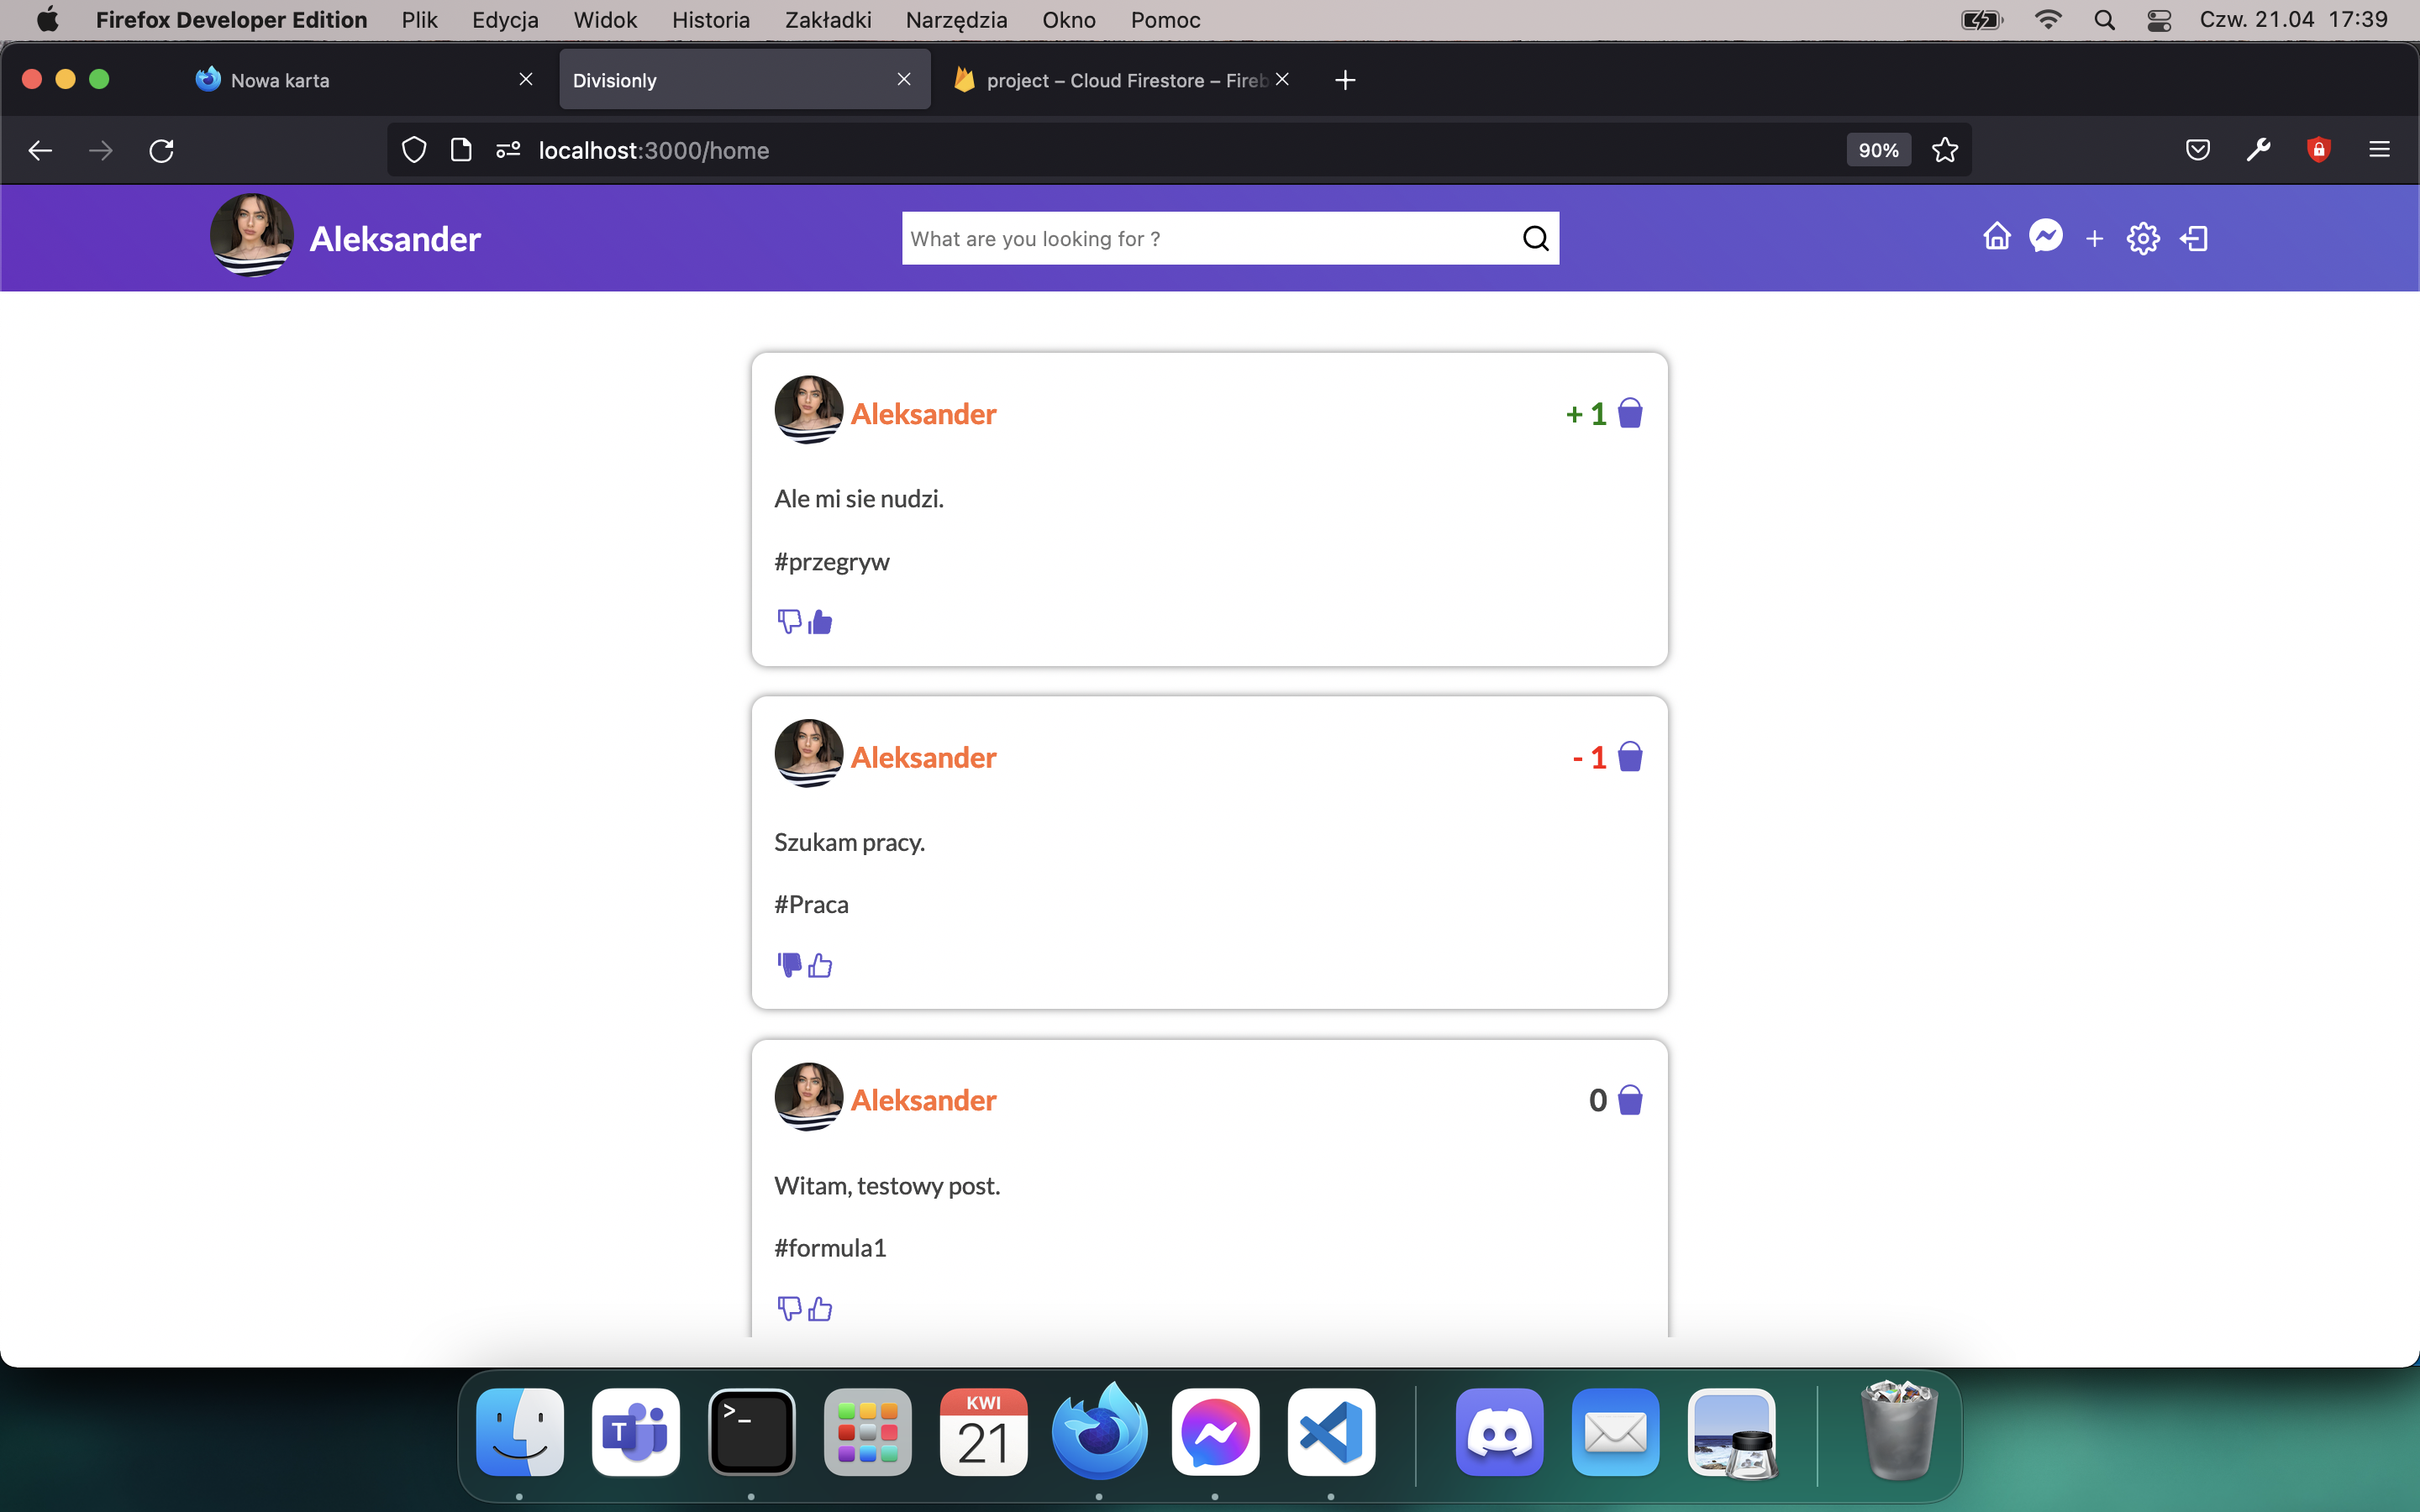 Firefox Developer Edition Plik Edycja Widok Historia Zakładki Narzędzia Okno Pomoc Czw. 21.04 17:39
Nowa karta Divisionly project – Cloud Firestore – Fireb
localhost:3000/home 90%
Aleksander What are you looking for ?
Aleksander + 1
Ale mi sie nudzi.
#przegryw
Aleksander - 1
Szukam pracy.
#Praca
Aleksander 0
Witam, testowy post.
#formula1
T >_ KWI
21